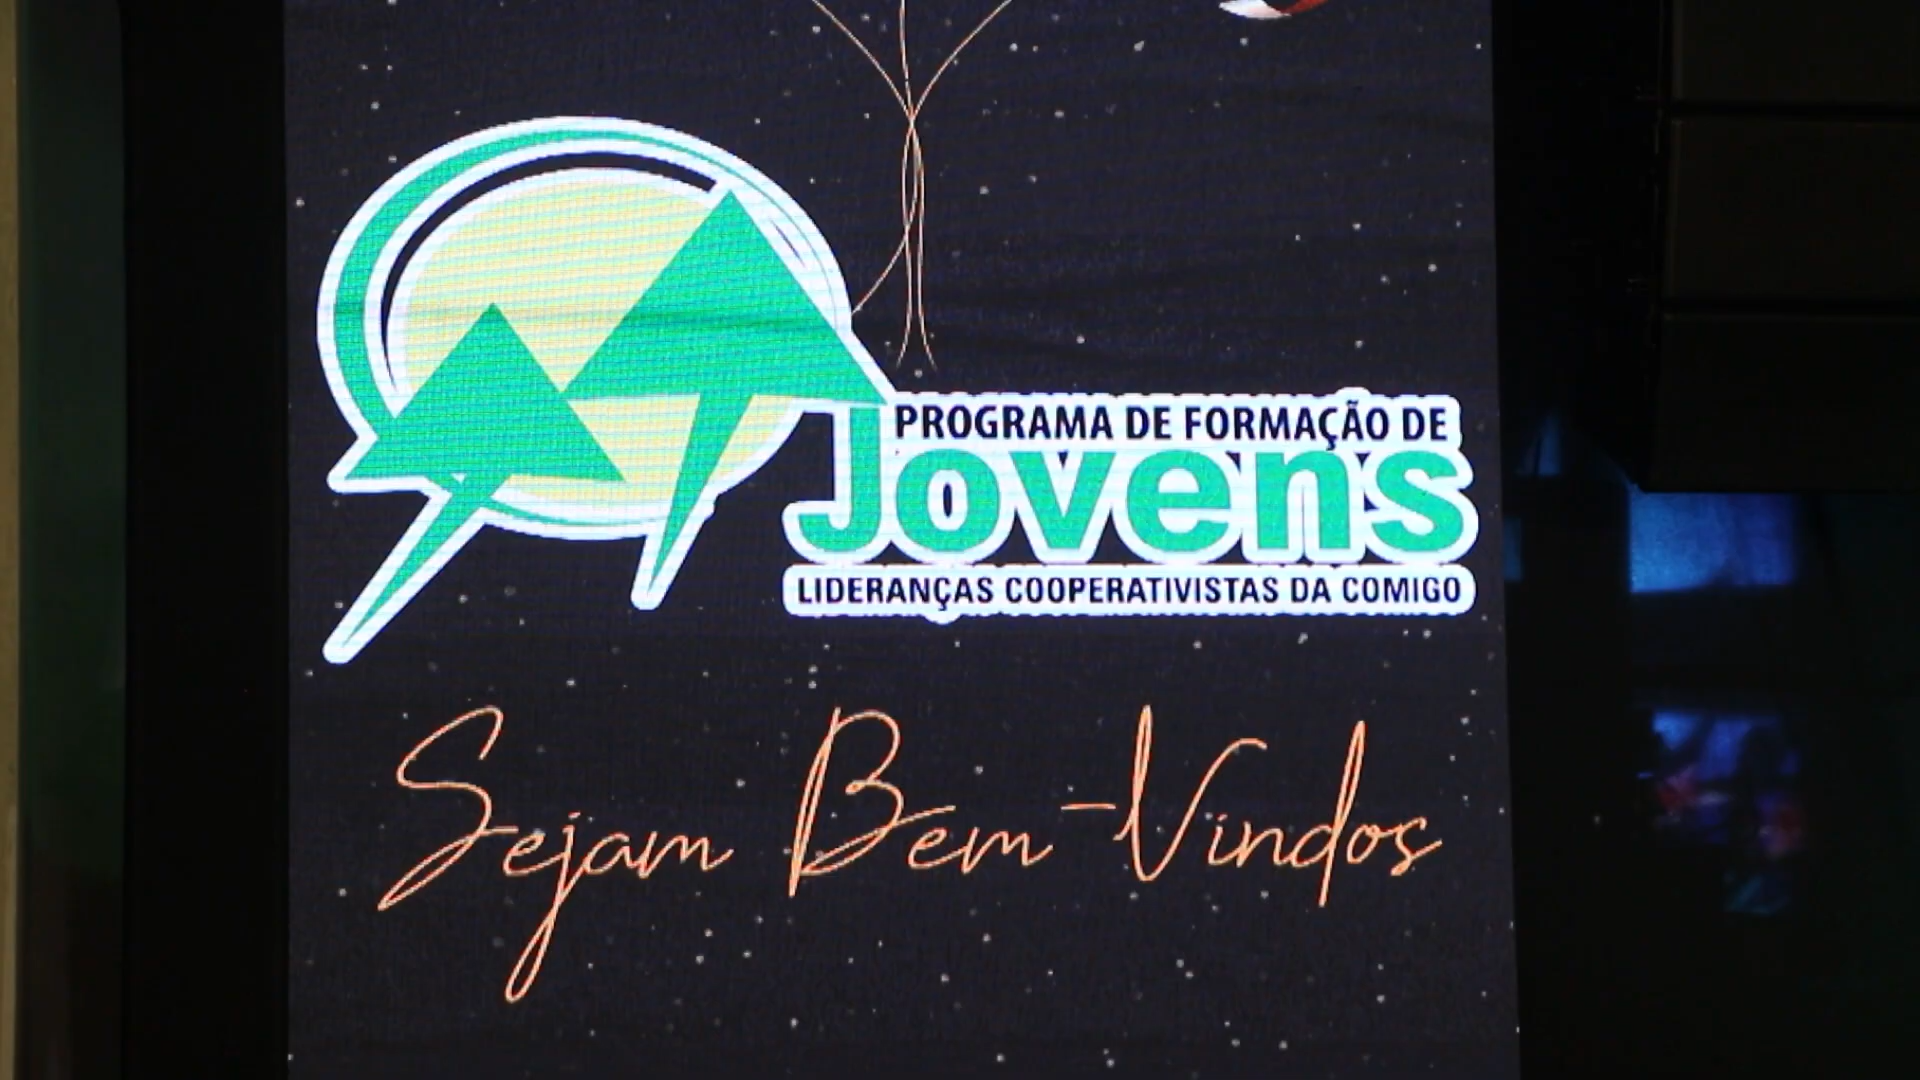 PROGRAMA DE FORMAÇÃO DE
Jovens
LIDERANÇAS COOPERATIVISTAS DA COMIGO
Sejam Bem-Vindos